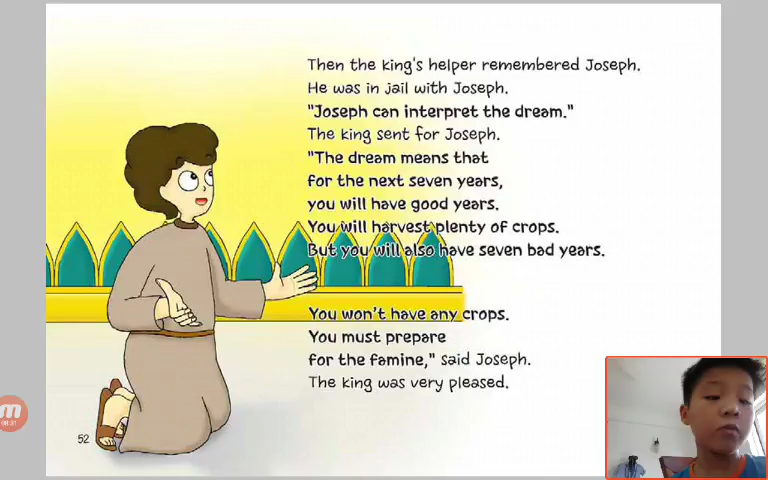 Then the king's helper remembered Joseph.
He was in jail with Joseph.
"Joseph can interpret the dream."
The king sent for Joseph.
"The dream means that
for the next seven years,
you will have good years.
You will harvest plenty of crops.
But you will also have seven bad years.
You won't have any crops.
You must prepare
for the famine," said Joseph.
The king was very pleased.
52